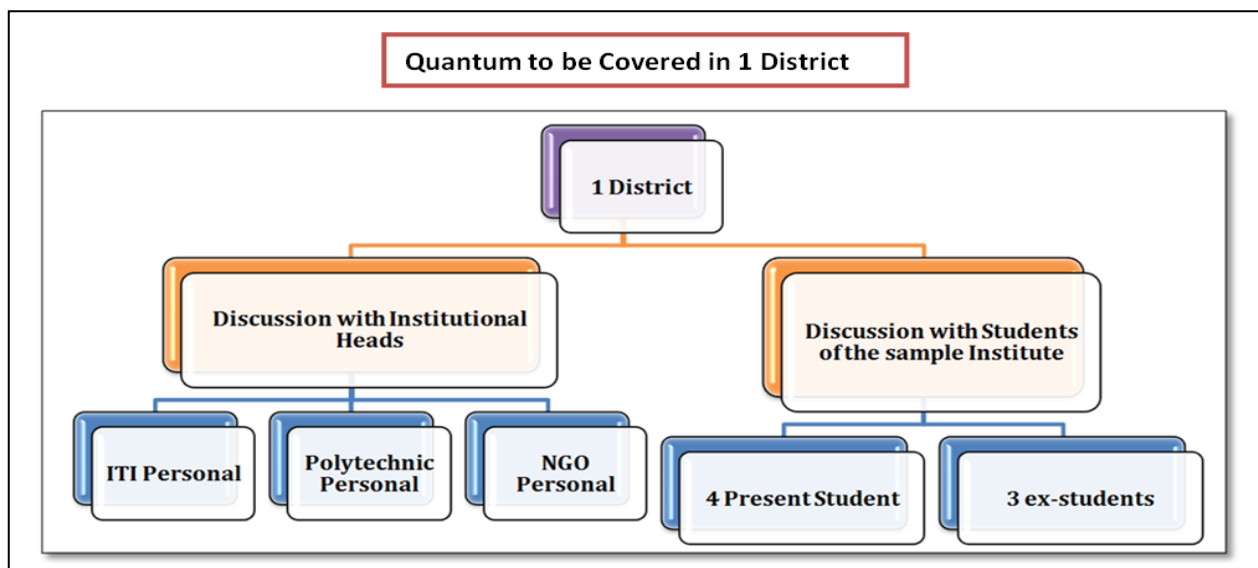 Quantum to be Covered in 1 District
1 District
Discussion with Institutional
Heads
Discussion with Students
of the sample Institute
ITI Personal
Polytechnic
Personal
NGO
Personal
4 Present Student
3 ex-students